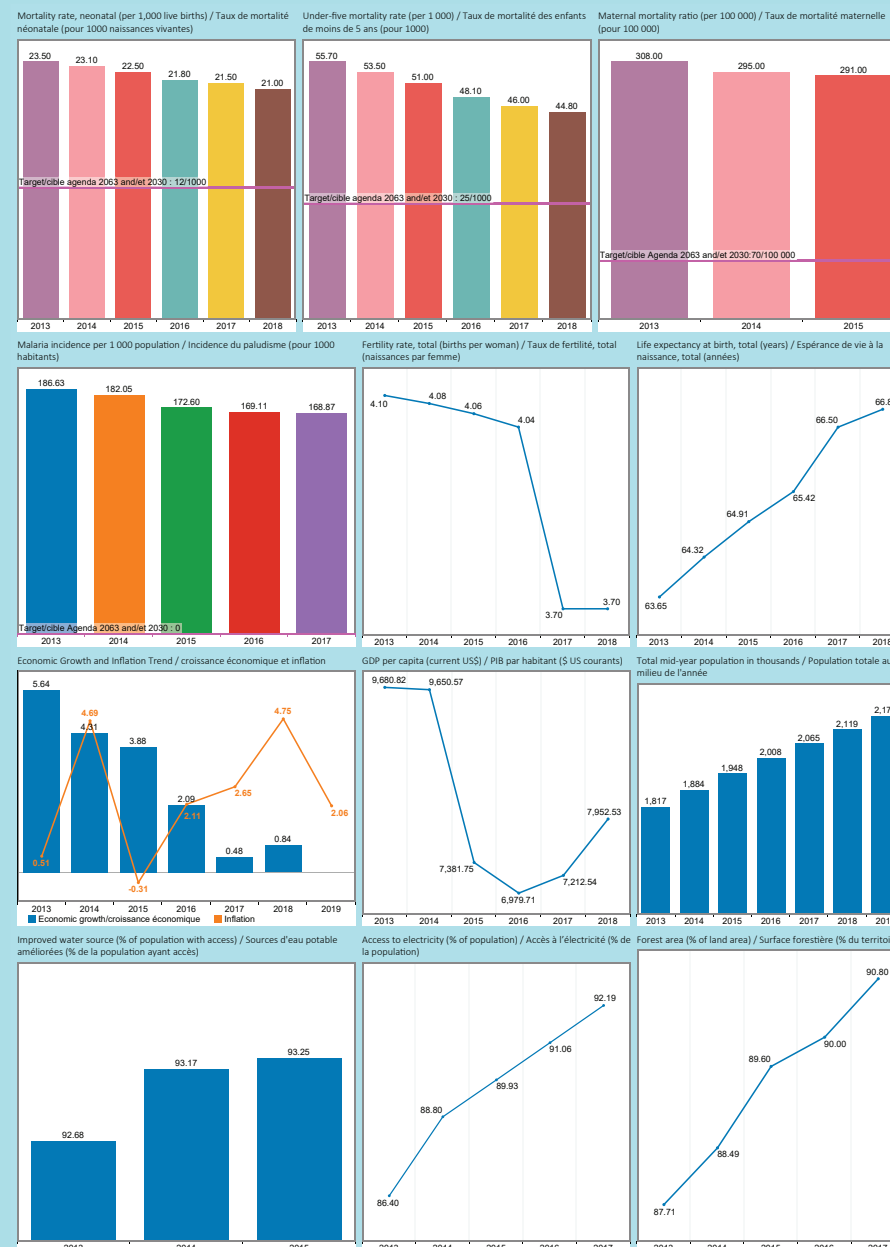 Mortality rate, neonatal (per 1,000 live births) / Taux de mortalité
néonatale (pour 1000 naissances vivantes)
23.50
23.10
22.50
21.80
21.50
21.00
Target/cible agenda 2063 and/et 2030 : 12/1000
2013 2014 2015 2016 2017 2018
Under-five mortality rate (per 1 000) / Taux de mortalité des enfants
de moins de 5 ans (pour 1000)
55.70
53.50
51.00
48.10
46.00
44.80
Target/cible agenda 2063 and/et 2030 : 25/1000
2013 2014 2015 2016 2017 2018
Maternal mortality ratio (per 100 000) / Taux de mortalité maternelle
(pour 100 000)
308.00
295.00
291.00
Target/cible Agenda 2063 and/et 2030:70/100 000
2013 2014 2015
Malaria incidence per 1 000 population / Incidence du paludisme (pour 1000
habitants)
186.63
182.05
172.60
169.11
168.87
Target/cible Agenda 2063 and/et 2030 : 0
2013 2014 2015 2016 2017
Fertility rate, total (births per woman) / Taux de fertilité, total
(naissances par femme)
4.10
4.08
4.06
4.04
3.70
3.70
2013 2014 2015 2016 2017 2018
Life expectancy at birth, total (years) / Espérance de vie à la
naissance, total (années)
63.65
64.32
64.91
65.42
66.50
66.8
2013 2014 2015 2016 2017 2018
Economic Growth and Inflation Trend / croissance économique et inflation
5.64
4.31
3.88
2.09
0.48
0.84
0.51
4.69
-0.31
2.11
2.65
4.75
2.06
2013 2014 2015 2016 2017 2018 2019
Economic growth/croissance économique Inflation
GDP per capita (current US$) / PIB par habitant ($ US courants)
9,680.82
9,650.57
7,381.75
6,979.71
7,212.54
7,952.53
2013 2014 2015 2016 2017 2018
Total mid-year population in thousands / Population totale au
milieu de l'année
1,817
1,884
1,948
2,008
2,065
2,119
2,17
2013 2014 2015 2016 2017 2018 201
Improved water source (% of population with access) / Sources d'eau potable
améliorées (% de la population ayant accès)
92.68
93.17
93.25
2013 2014 2015
Access to electricity (% of population) / Accès à l'électricité (% de
la population)
86.40
88.80
89.93
91.06
92.19
2013 2014 2015 2016 2017
Forest area (% of land area) / Surface forestière (% du territoi
87.71
88.49
89.60
90.00
90.80
2013 2014 2015 2016 2017